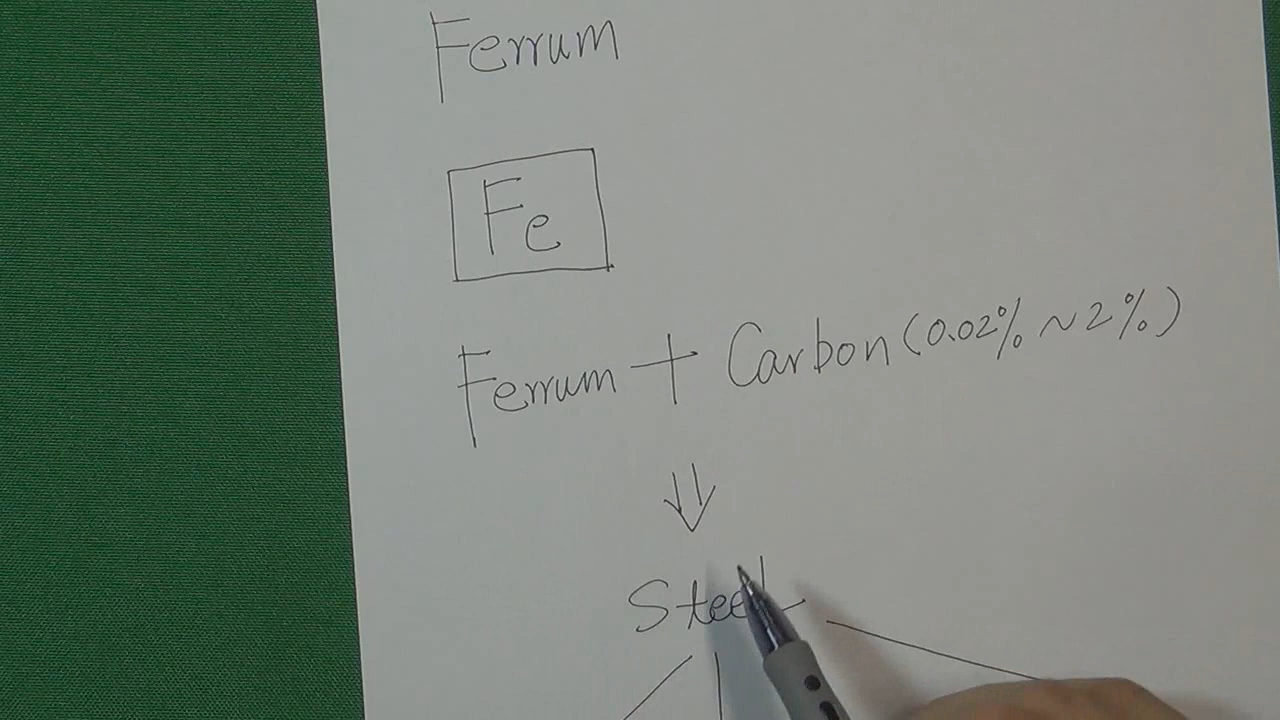 Ferrum
Fe
Ferrum + Carbon (0.02% ~ 2%)
⇓
Steel